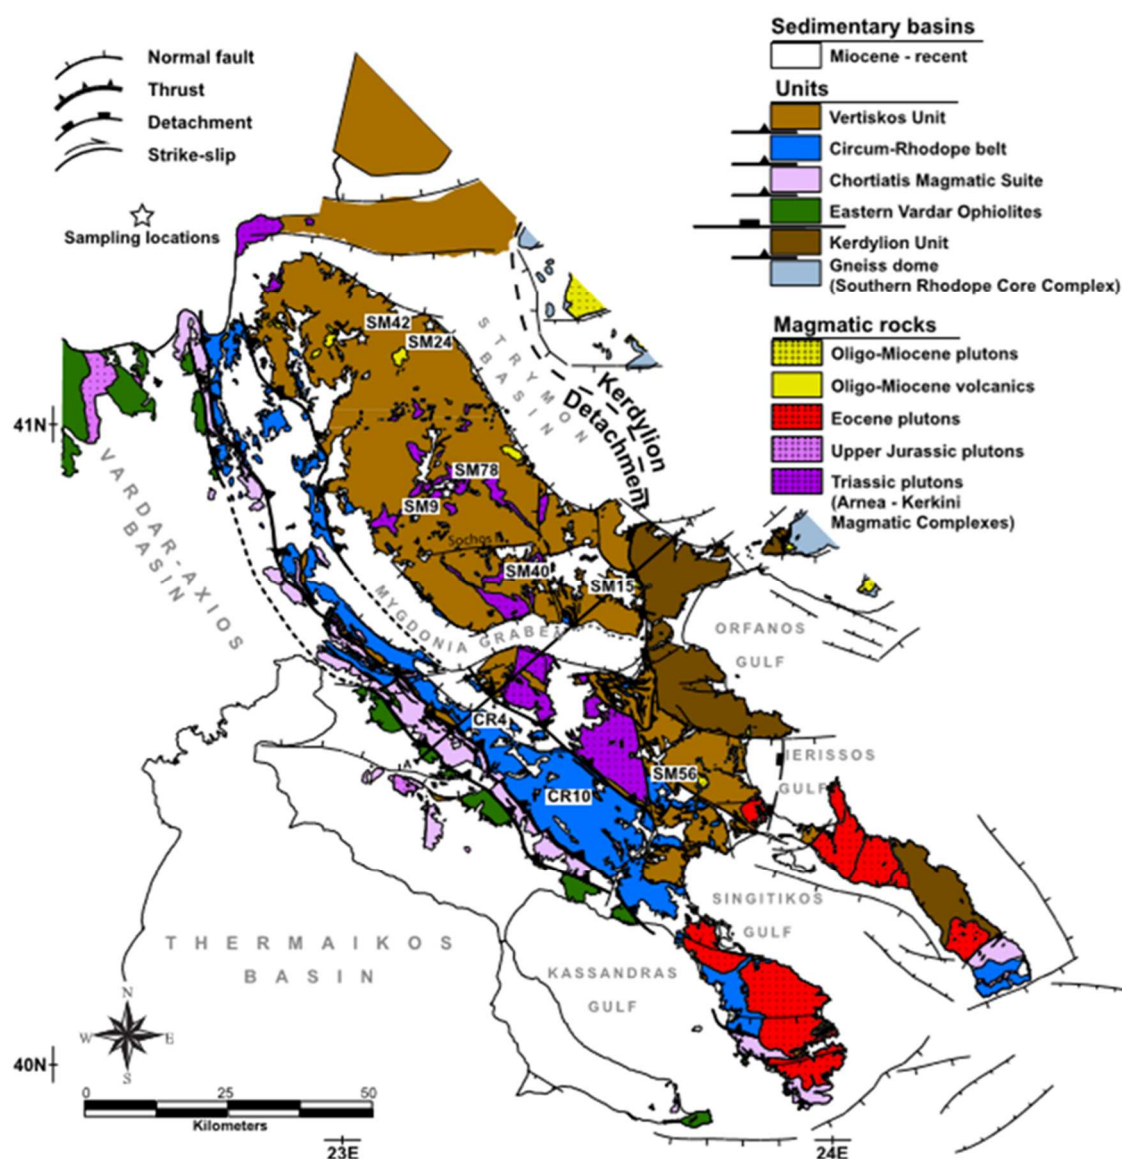 Normal fault
Thrust
Detachment
Strike-slip
Sampling locations
Sedimentary basins
Miocene - recent
Units
Vertiskos Unit
Circum-Rhodope belt
Chortiatis Magmatic Suite
Eastern Vardar Ophiolites
Kerdylion Unit
Gneiss dome
(Southern Rhodope Core Complex)
Magmatic rocks
Oligo-Miocene plutons
Oligo-Miocene volcanics
Eocene plutons
Upper Jurassic plutons
Triassic plutons
(Arnea - Kerkini
Magmatic Complexes)
SM42
SM24
STRYMON
BASIN
Kerdylion
Detachment
41N
VARDAR-AXIOS
BASIN
SM78
SM9
Sochos
SM40
SM15
MYGDONIA GRABEN
ORFANOS
GULF
CR4
SM56
IERISSOS
GULF
CR10
SINGITIKOS
GULF
THERMAIKOS
BASIN
KASSANDRAS
GULF
N
W
E
S
40N
0 25 50
Kilometers
23E
24E